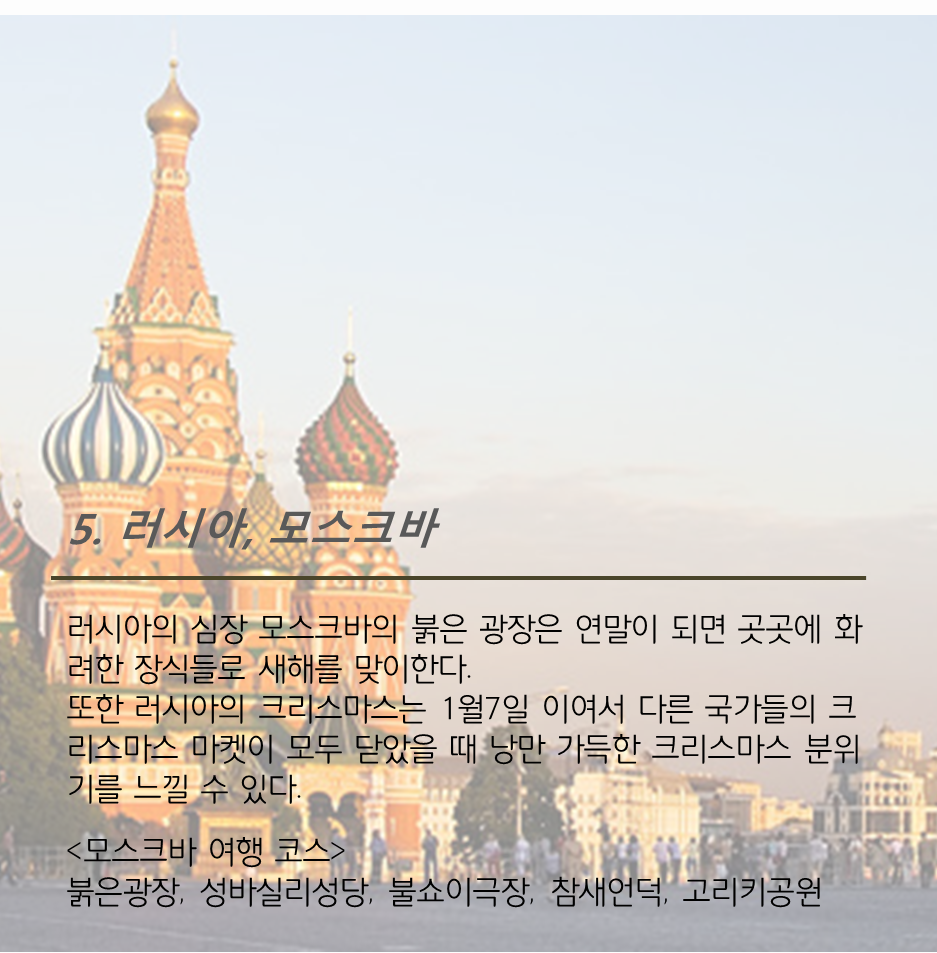 5. 러시아, 모스크바
러시아의 심장 모스크바의 붉은 광장은 연말이 되면 곳곳에 화
려한 장식들로 새해를 맞이한다.
또한 러시아의 크리스마스는 1월7일 이여서 다른 국가들의 크
리스마스 마켓이 모두 닫았을 때 낭만 가득한 크리스마스 분위
기를 느낄 수 있다.
<모스크바 여행 코스>
붉은광장, 성바실리성당, 불쇼이극장, 참새언덕, 고리키공원